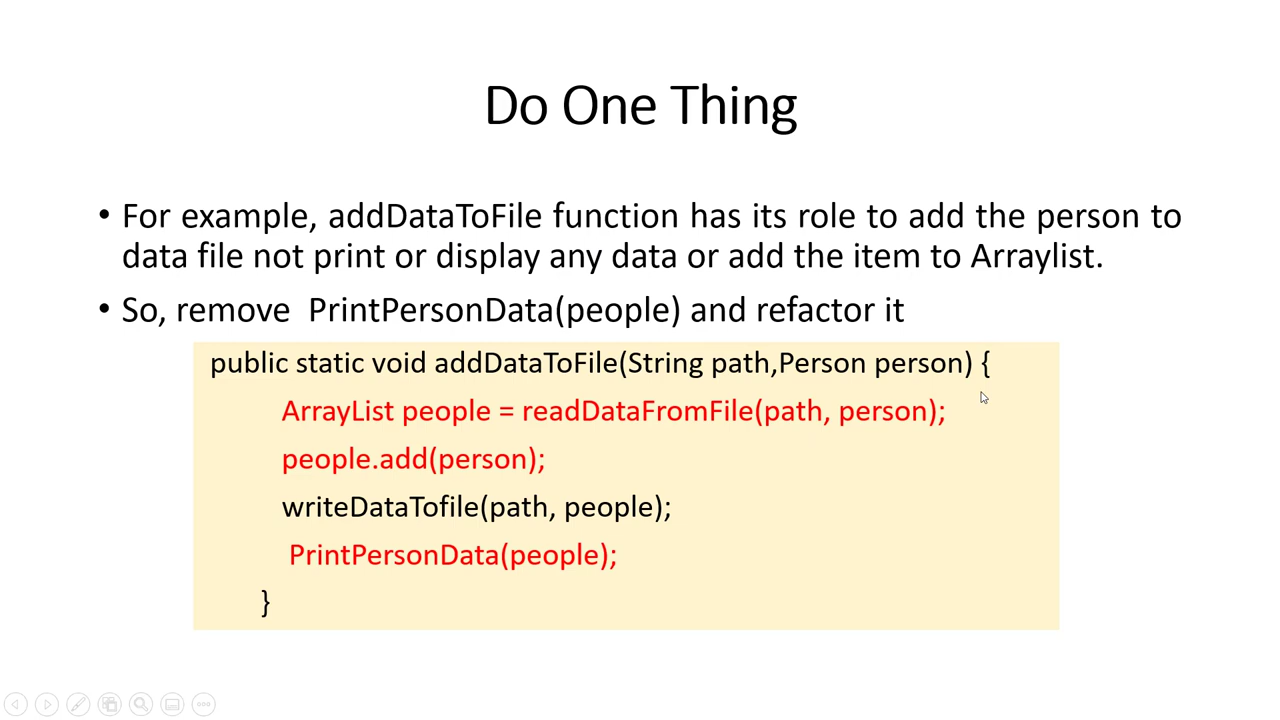 Do One Thing
• For example, addDataToFile function has its role to add the person to
data file not print or display any data or add the item to Arraylist.
• So, remove PrintPersonData(people) and refactor it
public static void addDataToFile(String path,Person person) {
ArrayList people = readDataFromFile(path, person);
people.add(person);
writeDataTofile(path, people);
PrintPersonData(people);
}